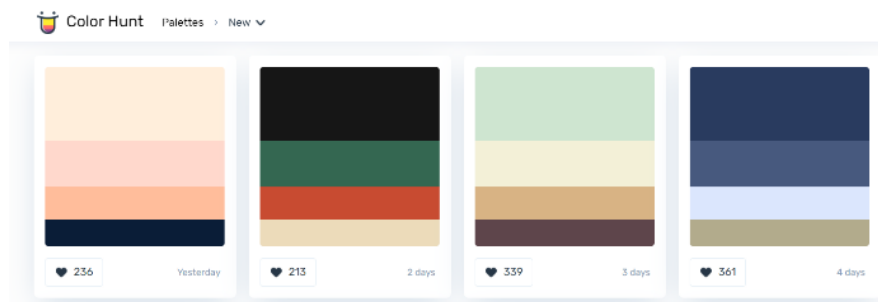 Color Hunt Palettes > New
236 Yesterday 213 2 days 339 3 days 361 4 days